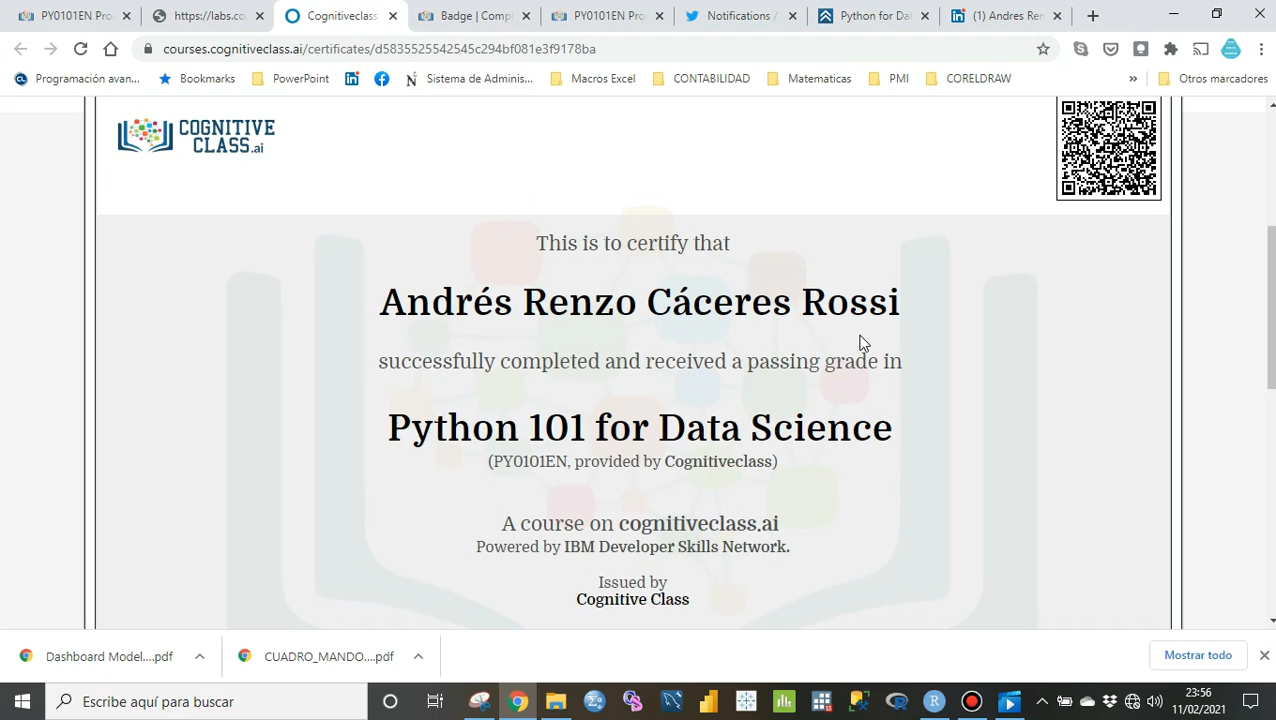 PY0101EN Pro
https://labs.co
Cognitiveclass
Badge | Compl
PY0101EN Pro
Notifications /
Python for Dat
(1) Andres Ren
courses.cognitiveclass.ai/certificates/d5835525542545c294bf081e3f9178ba
Programación avan...
Bookmarks
PowerPoint
Sistema de Adminis...
Macros Excel
CONTABILIDAD
Matematicas
PMI
CORELDRAW
»
Otros marcadores
COGNITIVE
CLASS.ai
This is to certify that
Andrés Renzo Cáceres Rossi
successfully completed and received a passing grade in
Python 101 for Data Science
(PY0101EN, provided by Cognitiveclass)
A course on cognitiveclass.ai
Powered by IBM Developer Skills Network.
Issued by
Cognitive Class
Dashboard Model....pdf
CUADRO_MANDO....pdf
Mostrar todo
Escribe aquí para buscar
23:56
11/02/2021